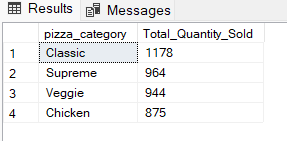 Results Messages
pizza_category Total_Quantity_Sold
1 Classic 1178
2 Supreme 964
3 Veggie 944
4 Chicken 875